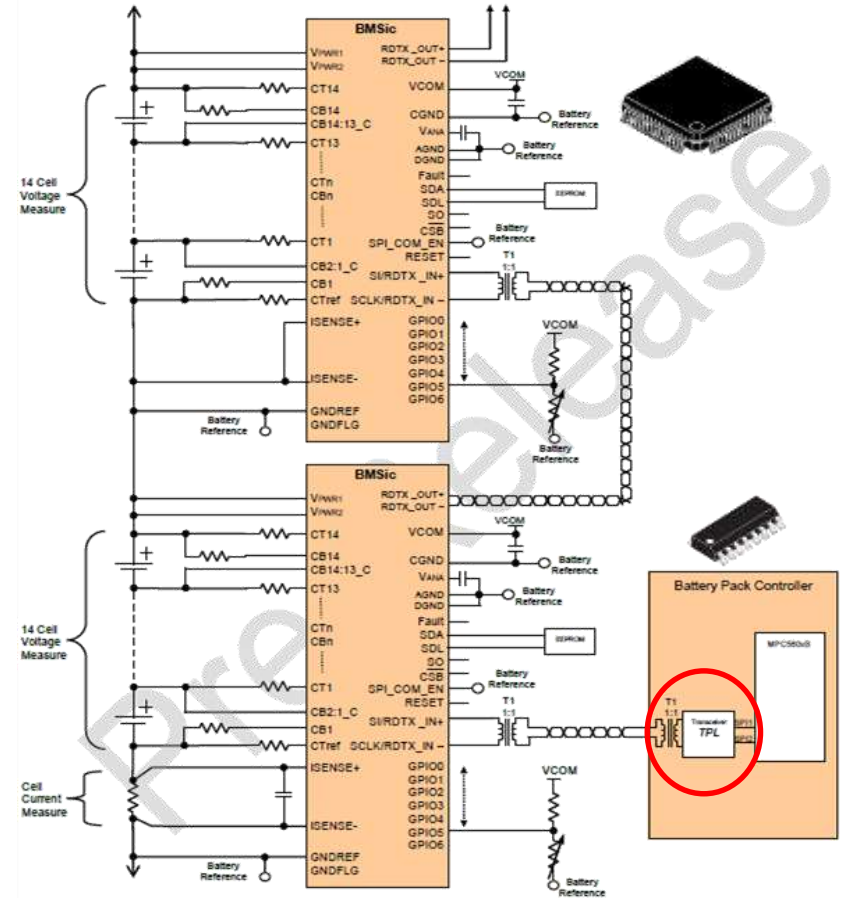 BMSic
VPWR1
VPWR2
CT14
CB14
CB14:13_C
CT13
CTn
CBn
CT1
CB2:1_C
CB1
CTref
ISENSE+
ISENSE-
GNDREF
GNDFLG
RDTX_OUT+
RDTX_OUT –
VCOM
CGND
VANA
AGND
DGND
Fault
SDA
SDL
SO
CSB
SPI_COM_EN
RESET
SI/RDTX_IN+
SCLK/RDTX_IN –
GPIO0
GPIO1
GPIO2
GPIO3
GPIO4
GPIO5
GPIO6
14 Cell
Voltage
Measure
VCOM
Battery
Reference
Battery
Reference
EEPROM
Battery
Reference
T1
1:1
VCOM
Battery
Reference
Battery
Reference
BMSic
VPWR1
VPWR2
CT14
CB14
CB14:13_C
CT13
CTn
CBn
CT1
CB2:1_C
CB1
CTref
ISENSE+
ISENSE-
GNDREF
GNDFLG
RDTX_OUT+
RDTX_OUT –
VCOM
CGND
VANA
AGND
DGND
Fault
SDA
SDL
SO
CSB
SPI_COM_EN
RESET
SI/RDTX_IN+
SCLK/RDTX_IN –
GPIO0
GPIO1
GPIO2
GPIO3
GPIO4
GPIO5
GPIO6
14 Cell
Voltage
Measure
Cell
Current
Measure
VCOM
Battery
Reference
Battery
Reference
EEPROM
Battery
Reference
T1
1:1
VCOM
Battery
Reference
Battery
Reference
Battery Pack Controller
MPC560xB
T1
1:1
Transceiver
TPL
SPI1
SPI2
Pre Release